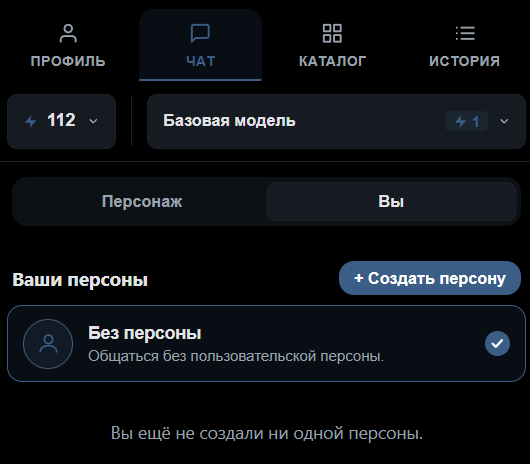 ПРОФИЛЬ
ЧАТ
КАТАЛОГ
ИСТОРИЯ
112
Базовая модель
1
Персонаж
Вы
Ваши персоны
+ Создать персону
Без персоны
Общаться без пользовательской персоны.
Вы ещё не создали ни одной персоны.